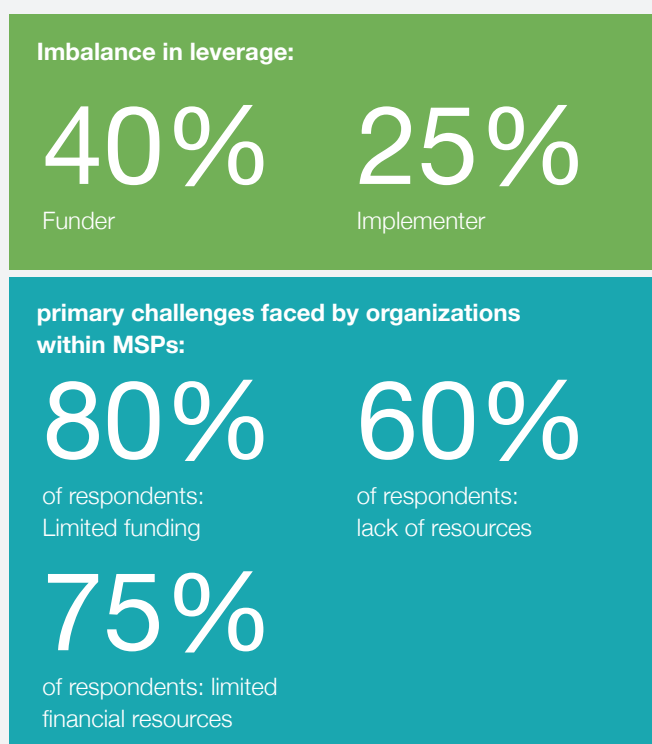 Imbalance in leverage:
40%
Funder
25%
Implementer
primary challenges faced by organizations
within MSPs:
80%
of respondents:
Limited funding
60%
of respondents:
lack of resources
75%
of respondents: limited
financial resources